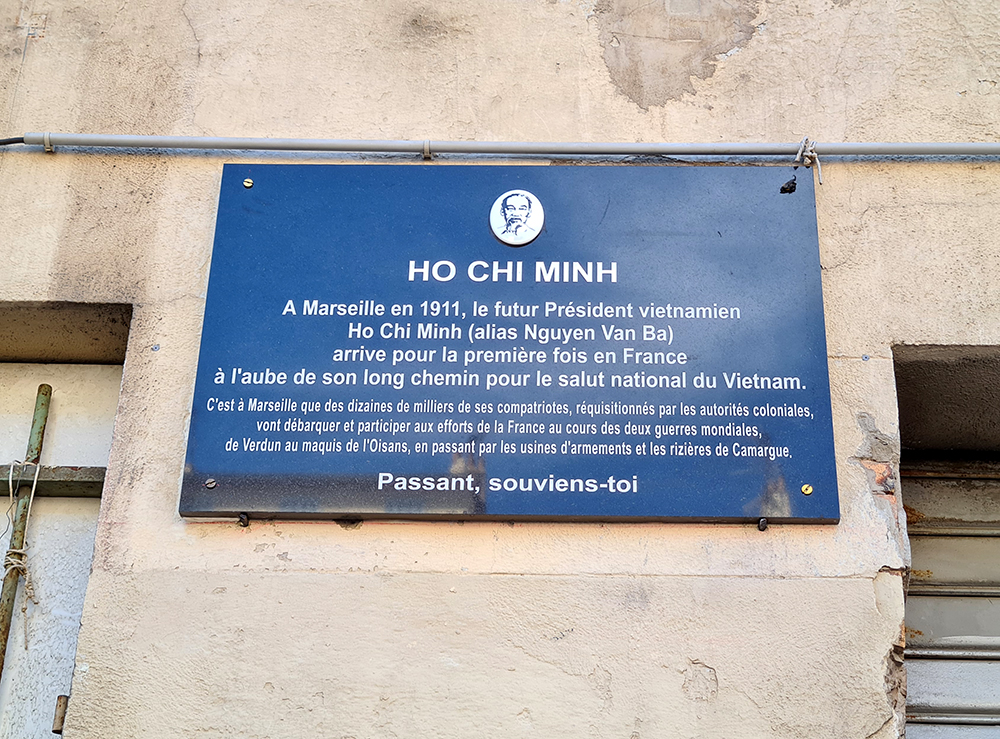 HO CHI MINH
A Marseille en 1911, le futur Président vietnamien
Ho Chi Minh (alias Nguyen Van Ba)
arrive pour la première fois en France
à l'aube de son long chemin pour le salut national du Vietnam.
C'est à Marseille que des dizaines de milliers de ses compatriotes, réquisitionnés par les autorités coloniales,
vont débarquer et participer aux efforts de la France au cours des deux guerres mondiales,
de Verdun au maquis de l'Oisans, en passant par les usines d'armements et les rizières de Camargue.
Passant, souviens-toi